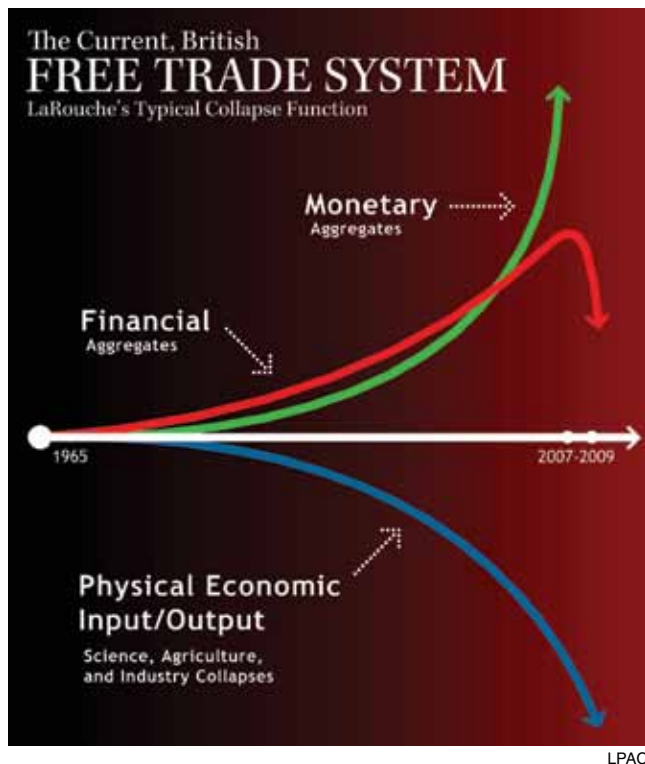 The Current, British
FREE TRADE SYSTEM
LaRouche's Typical Collapse Function
Monetary
Aggregates
Financial
Aggregates
1965
2007-2009
Physical Economic
Input/Output
Science, Agriculture,
and Industry Collapses
LPAC